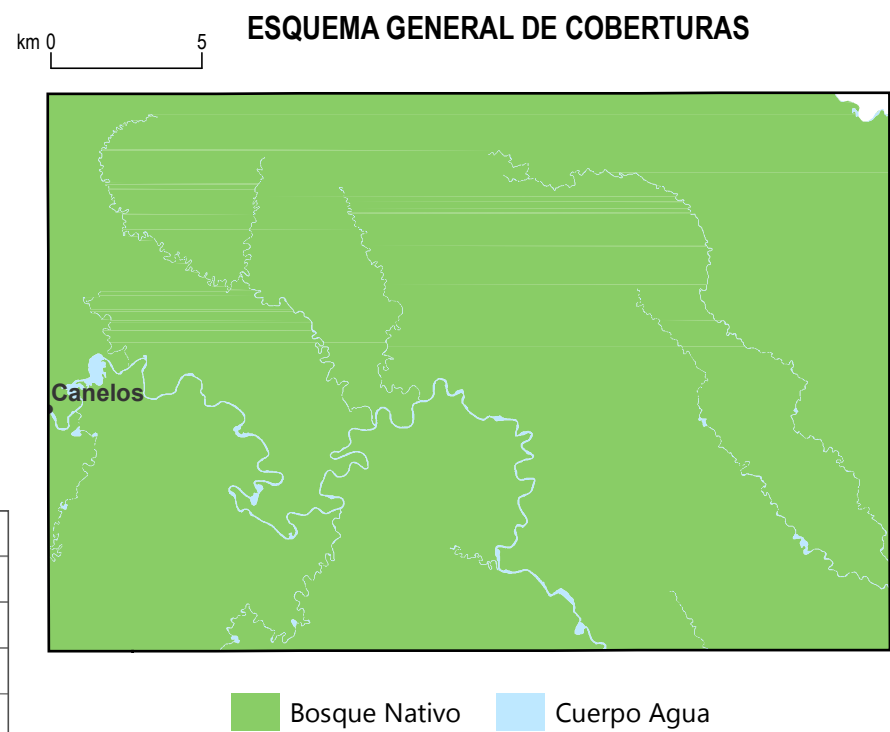 ESQUEMA GENERAL DE COBERTURAS
km 0 5
Canelos
Bosque Nativo
Cuerpo Agua